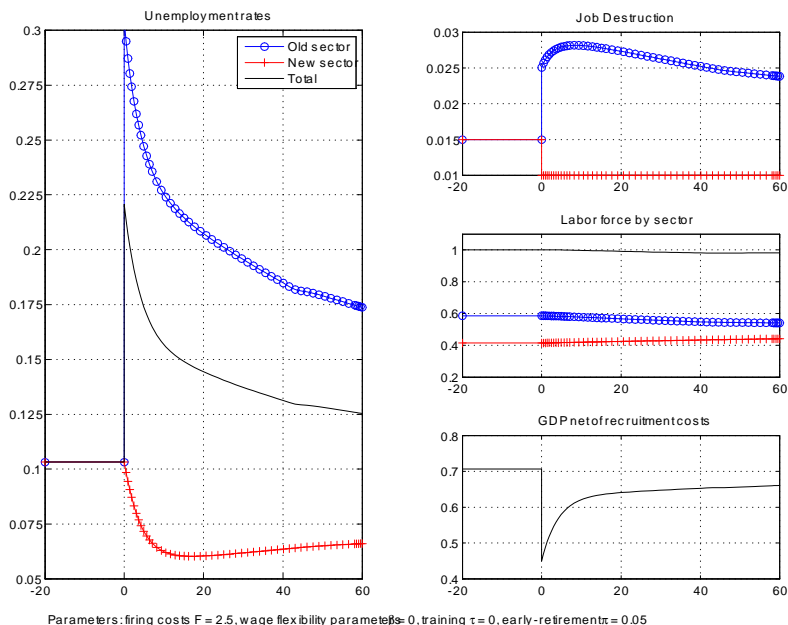 Unemployment rates
0.3
0.275
0.25
0.225
0.2
0.175
0.15
0.125
0.1
0.075
0.05
-20 0 20 40 60
Old sector
New sector
Total
Job Destruction
0.03
0.025
0.02
0.015
0.01
-20 0 20 40 60
Labor force by sector
1
0.8
0.6
0.4
0.2
-20 0 20 40 60
GDP net of recruitment costs
0.8
0.7
0.6
0.5
0.4
-20 0 20 40 60
Parameters: firing costs F = 2.5, wage flexibility parameter = 0, training τ = 0, early-retirement π = 0.05